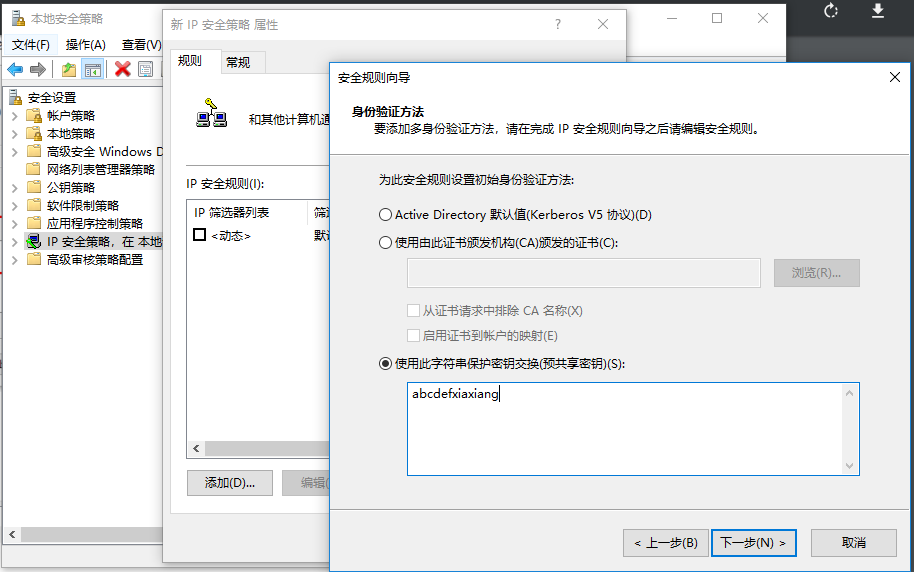 本地安全策略
文件(F) 操作(A) 查看(V)
安全设置
帐户策略
本地策略
高级安全 Windows D
网络列表管理器策略
公钥策略
软件限制策略
应用程序控制策略
IP 安全策略，在 本地
高级审核策略配置
新 IP 安全策略 属性
规则 常规
和其他计算机通
IP 安全规则(I):
IP 筛选器列表 筛
<动态> 默
添加(D)... 编辑(
安全规则向导
身份验证方法
要添加多身份验证方法，请在完成 IP 安全规则向导之后请编辑安全规则。
为此安全规则设置初始身份验证方法:
Active Directory 默认值(Kerberos V5 协议)(D)
使用由此证书颁发机构(CA)颁发的证书(C):
浏览(R)...
从证书请求中排除 CA 名称(X)
启用证书到帐户的映射(E)
使用此字符串保护密钥交换(预共享密钥)(S):
abcdefxiaxiang
< 上一步(B) 下一步(N) > 取消